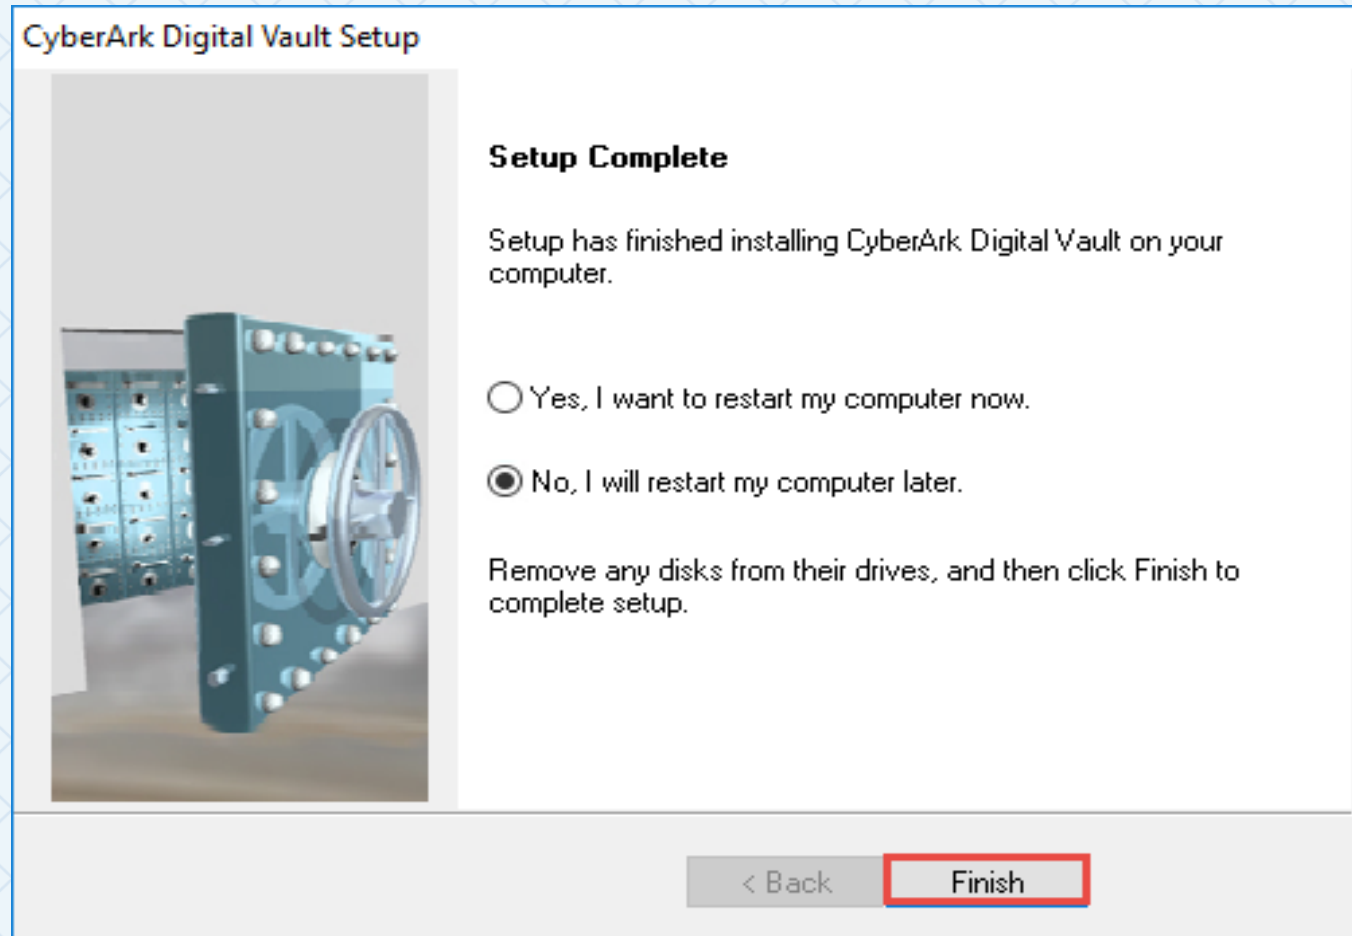 CyberArk Digital Vault Setup
Setup Complete
Setup has finished installing CyberArk Digital Vault on your
computer.
Yes, I want to restart my computer now.
No, I will restart my computer later.
Remove any disks from their drives, and then click Finish to
complete setup.
< Back
Finish